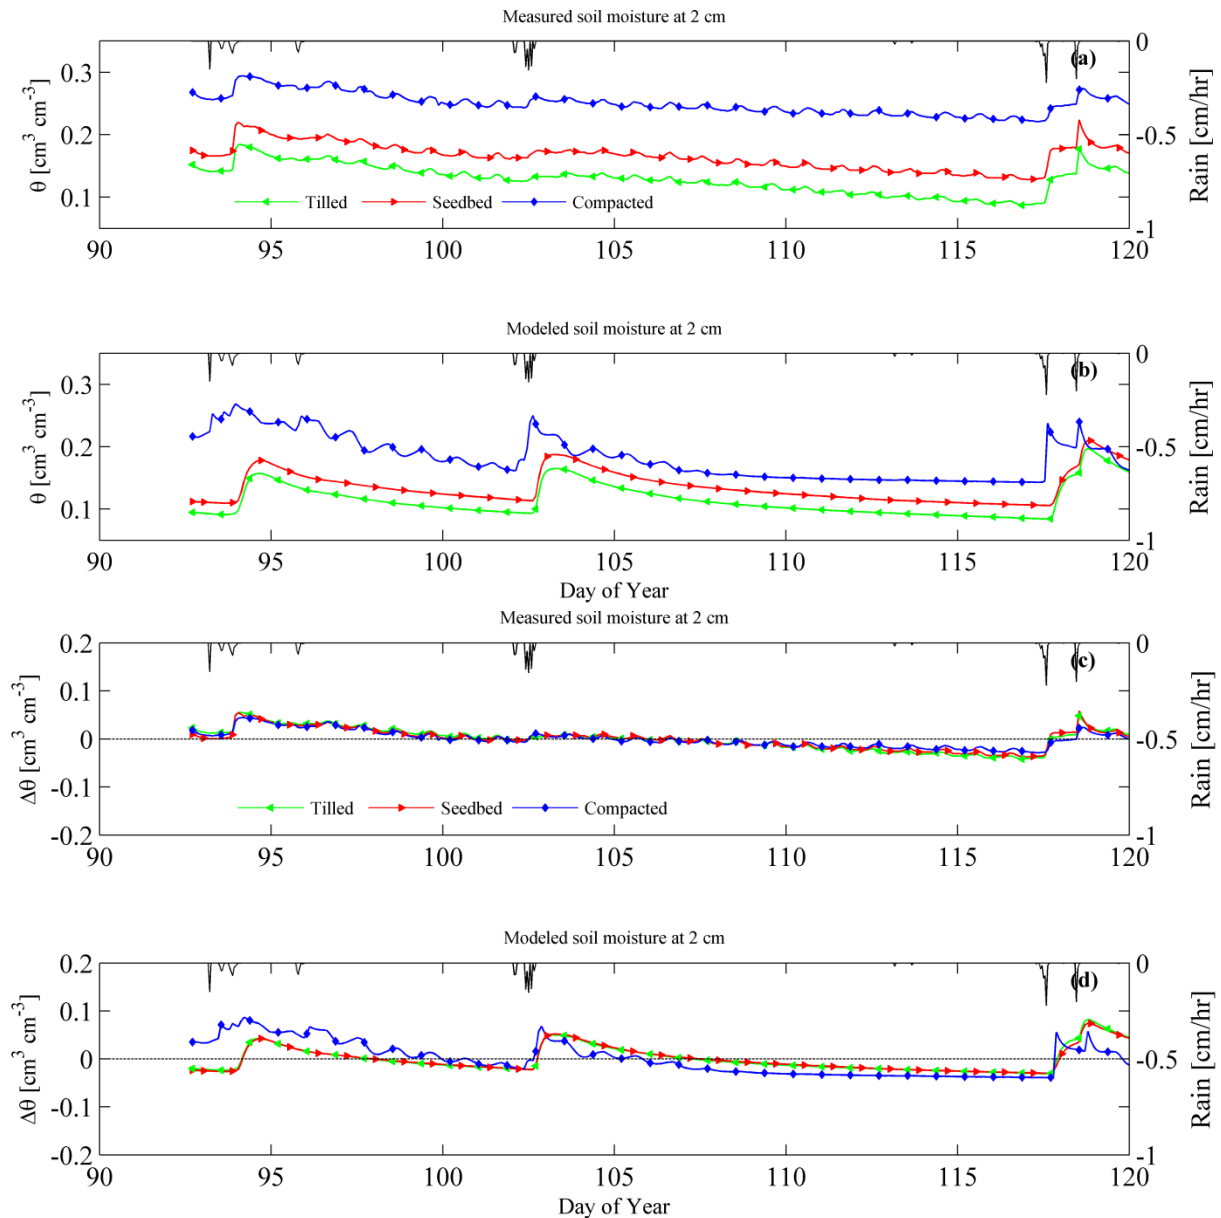 Measured soil moisture at 2 cm
0.3
0.2
0.1
θ [cm³ cm⁻³]
(a)
0
-0.5
-1
Rain [cm/hr]
Tilled Seedbed Compacted
90 95 100 105 110 115 120
Modeled soil moisture at 2 cm
0.3
0.2
0.1
θ [cm³ cm⁻³]
(b)
0
-0.5
-1
Rain [cm/hr]
90 95 100 105 110 115 120
Day of Year
Measured soil moisture at 2 cm
0.2
0.1
0
-0.1
-0.2
Δθ [cm³ cm⁻³]
(c)
0
-0.5
-1
Rain [cm/hr]
Tilled Seedbed Compacted
90 95 100 105 110 115 120
Modeled soil moisture at 2 cm
0.2
0.1
0
-0.1
-0.2
Δθ [cm³ cm⁻³]
(d)
0
-0.5
-1
Rain [cm/hr]
90 95 100 105 110 115 120
Day of Year